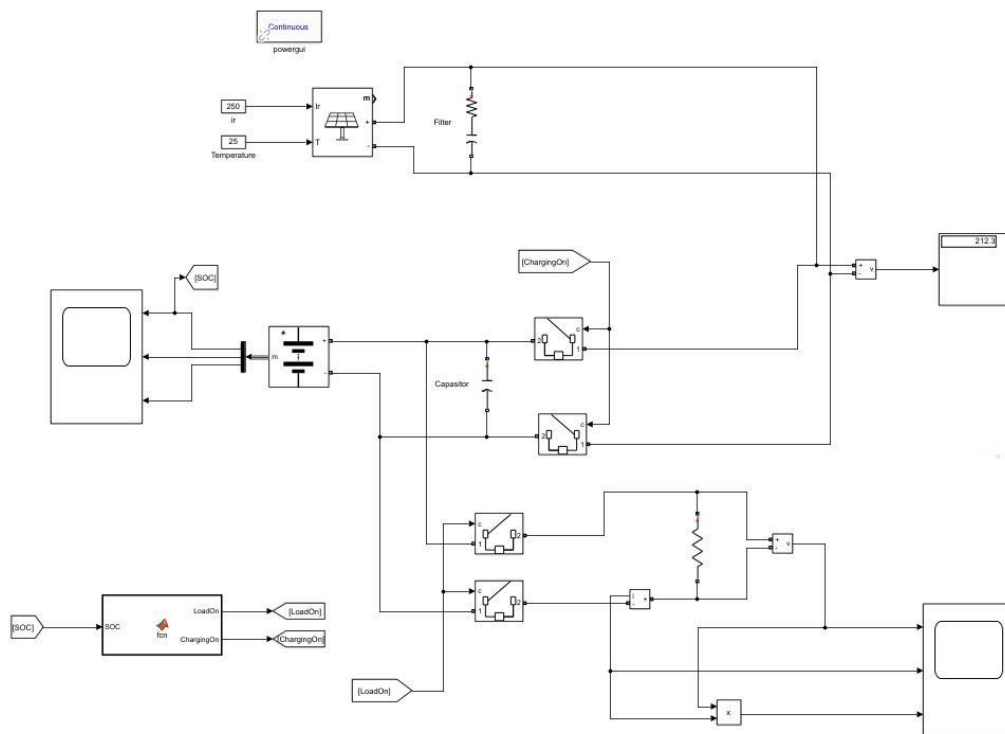 Continuous
powergui
250
Ir
25
Temperature
Ir
T
m
+
-
Filter
212.3
[ChargingOn]
+
-
v
[SOC]
+
m
+
-
2
c
1
Capasitor
2
c
1
c
1
2
c
1
2
+
-
v
i
+
-
[SOC]
SOC
fcn
LoadOn
ChargingOn
[LoadOn]
[ChargingOn]
[LoadOn]
x